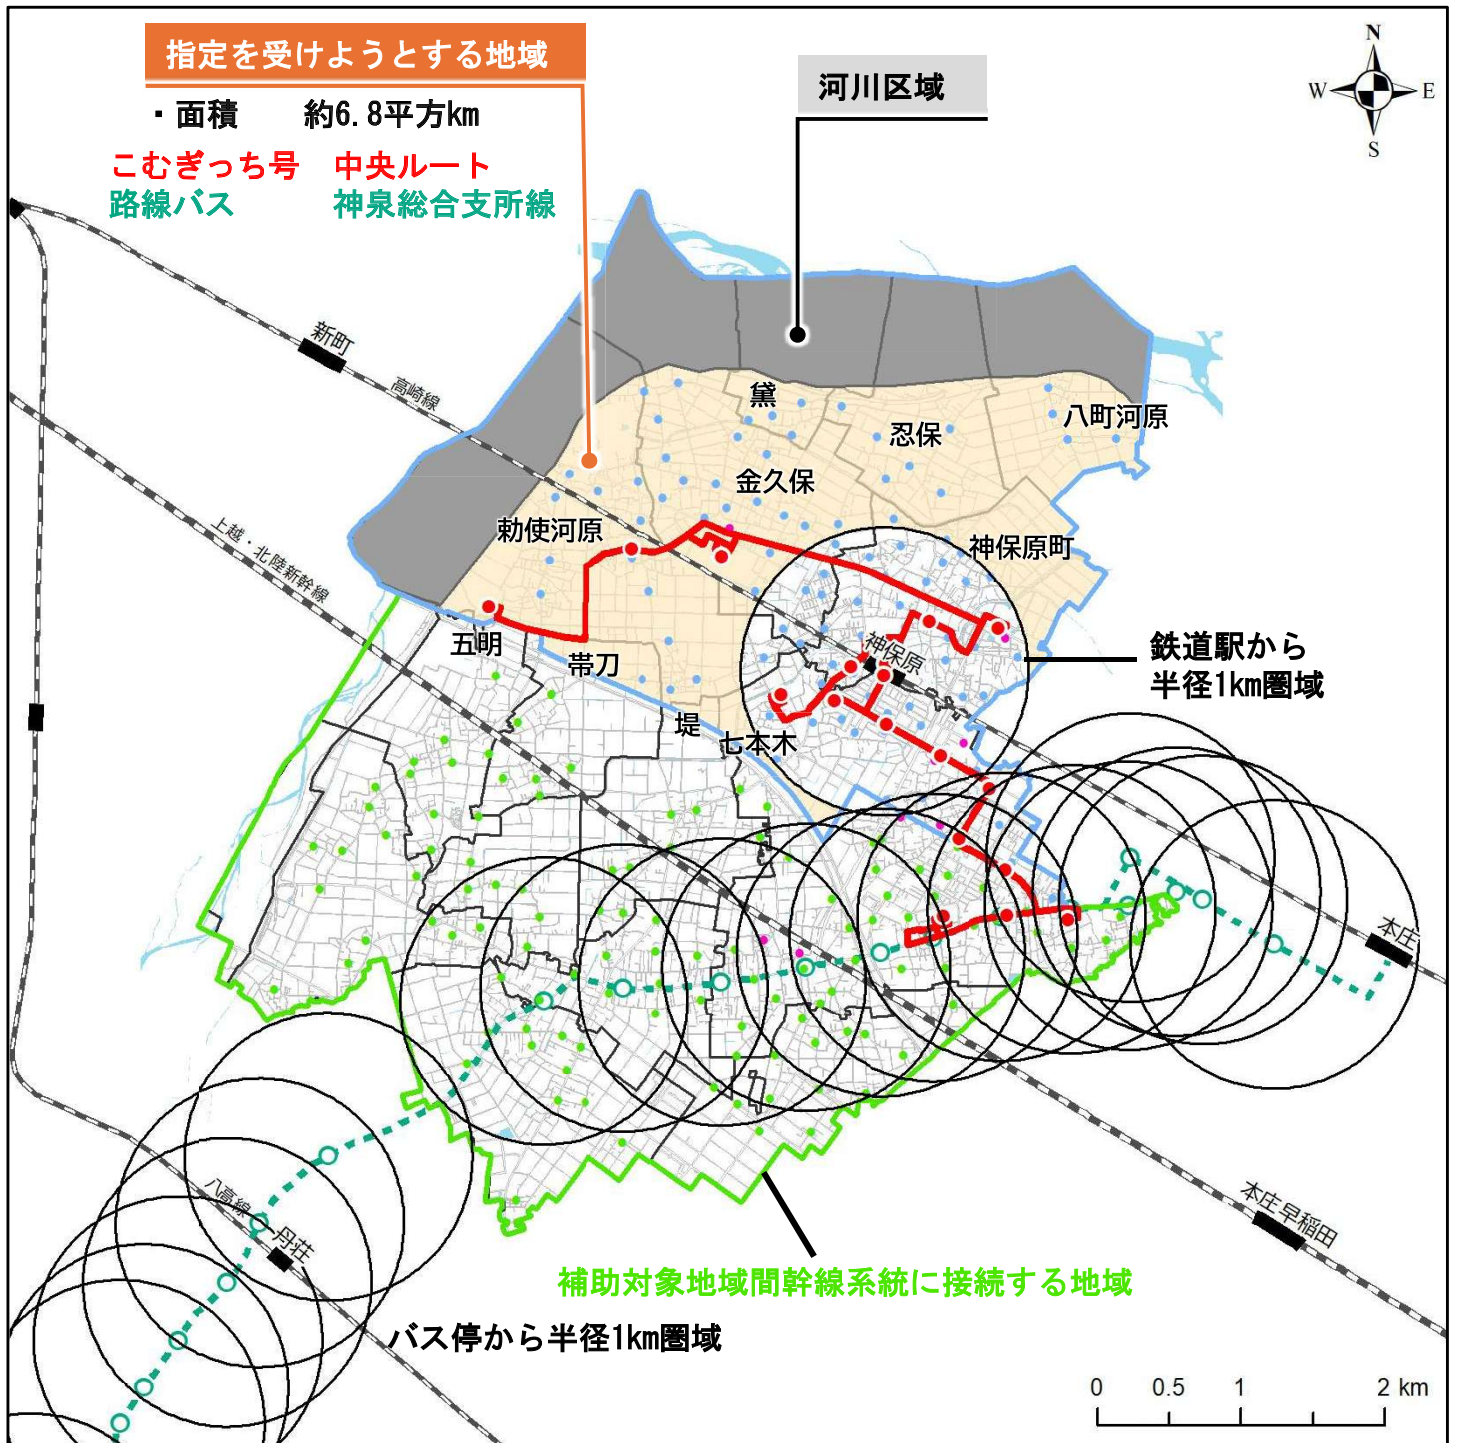 指定を受けようとする地域
・面積　　約6.8平方km
こむぎっち号　中央ルート
路線バス　　　神泉総合支所線
河川区域
N
W
E
S
新町
高崎線
上越・北陸新幹線
黛
忍保
八町河原
金久保
勅使河原
神保原町
五明
帯刀
堤
七本木
神保原
鉄道駅から
半径1km圏域
本庄
本庄早稲田
八高線
丹荘
補助対象地域間幹線系統に接続する地域
バス停から半径1km圏域
0 0.5 1 2 km